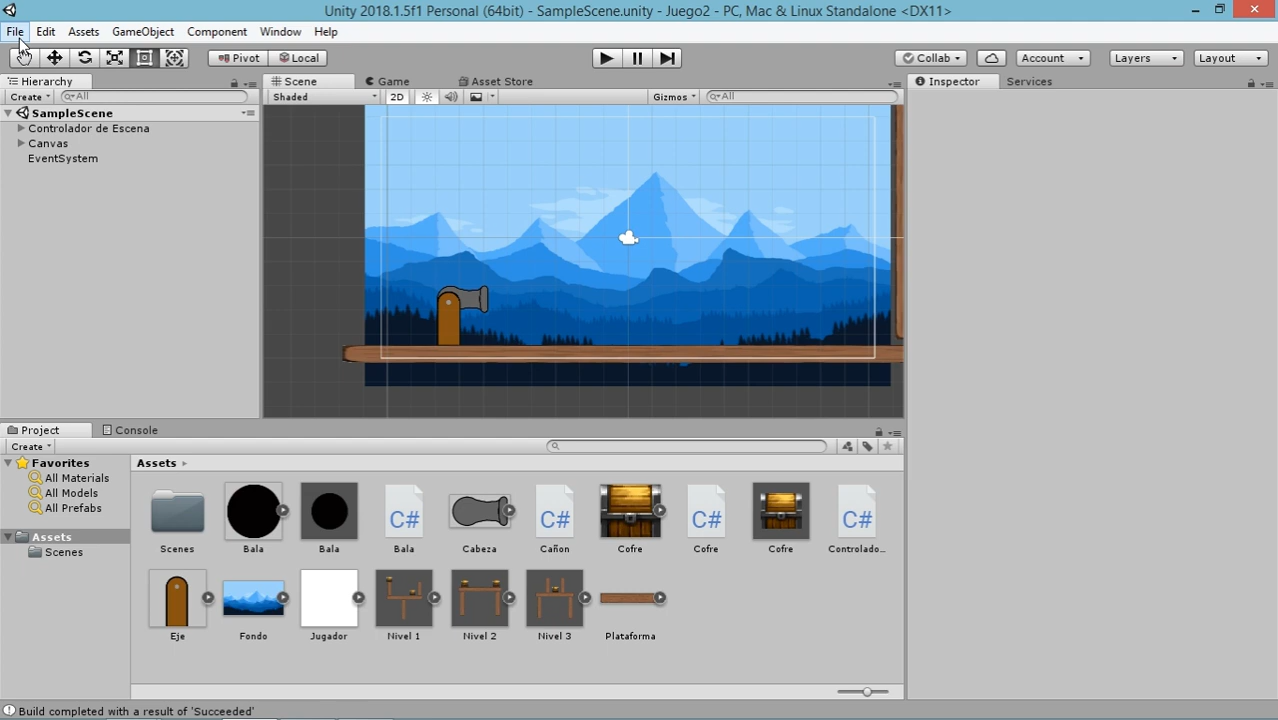 Unity 2018.1.5f1 Personal (64bit) - SampleScene.unity - Juego2 - PC, Mac & Linux Standalone <DX11>
File Edit Assets GameObject Component Window Help
Pivot Local Collab Account Layers Layout
Hierarchy Scene Game Asset Store Inspector Services
Create All Shaded 2D Gizmos All
SampleScene
Controlador de Escena
Canvas
EventSystem
Project Console
Create
Favorites Assets
All Materials
All Models
All Prefabs
Assets
Scenes
C# C# C# C#
Scenes Bala Bala Bala Cabeza Cañon Cofre Cofre Cofre Controlado...
Eje Fondo Jugador Nivel 1 Nivel 2 Nivel 3 Plataforma
Build completed with a result of 'Succeeded'